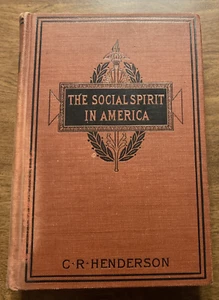 THE SOCIAL SPIRIT
IN AMERICA
C·R·HENDERSON